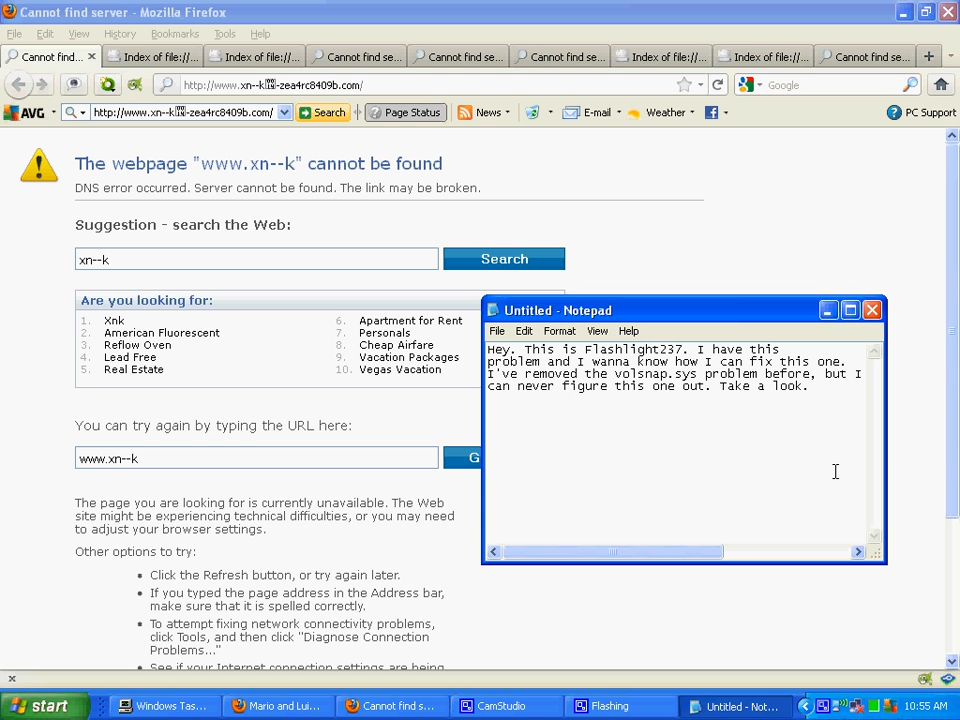 Cannot find server - Mozilla Firefox
File Edit View History Bookmarks Tools Help
Cannot find... Index of file://... Index of file://... Cannot find se... Cannot find se... Cannot find se... Index of file://... Index of file://... Cannot find se...
Google
AVG Search Page Status News E-mail Weather PC Support
The webpage "www.xn--k" cannot be found
DNS error occurred. Server cannot be found. The link may be broken.
Suggestion - search the Web:
xn--k Search
Are you looking for:
1. Xnk
2. American Fluorescent
3. Reflow Oven
4. Lead Free
5. Real Estate
6. Apartment for Rent
7. Personals
8. Cheap Airfare
9. Vacation Packages
10. Vegas Vacation
You can try again by typing the URL here:
www.xn--k G
The page you are looking for is currently unavailable. The Web
site might be experiencing technical difficulties, or you may need
to adjust your browser settings.
Other options to try:
• Click the Refresh button, or try again later.
• If you typed the page address in the Address bar,
make sure that it is spelled correctly.
• To attempt fixing network connectivity problems,
click Tools, and then click "Diagnose Connection
Problems..."
• See if your Internet connection settings are being
Untitled - Notepad
File Edit Format View Help
Hey. This is Flashlight237. I have this
problem and I wanna know how I can fix this one.
I've removed the volsnap.sys problem before, but I
can never figure this one out. Take a look.
start Windows Tas... Mario and Lui... Cannot find s... CamStudio Flashing Untitled - Not... 10:55 AM